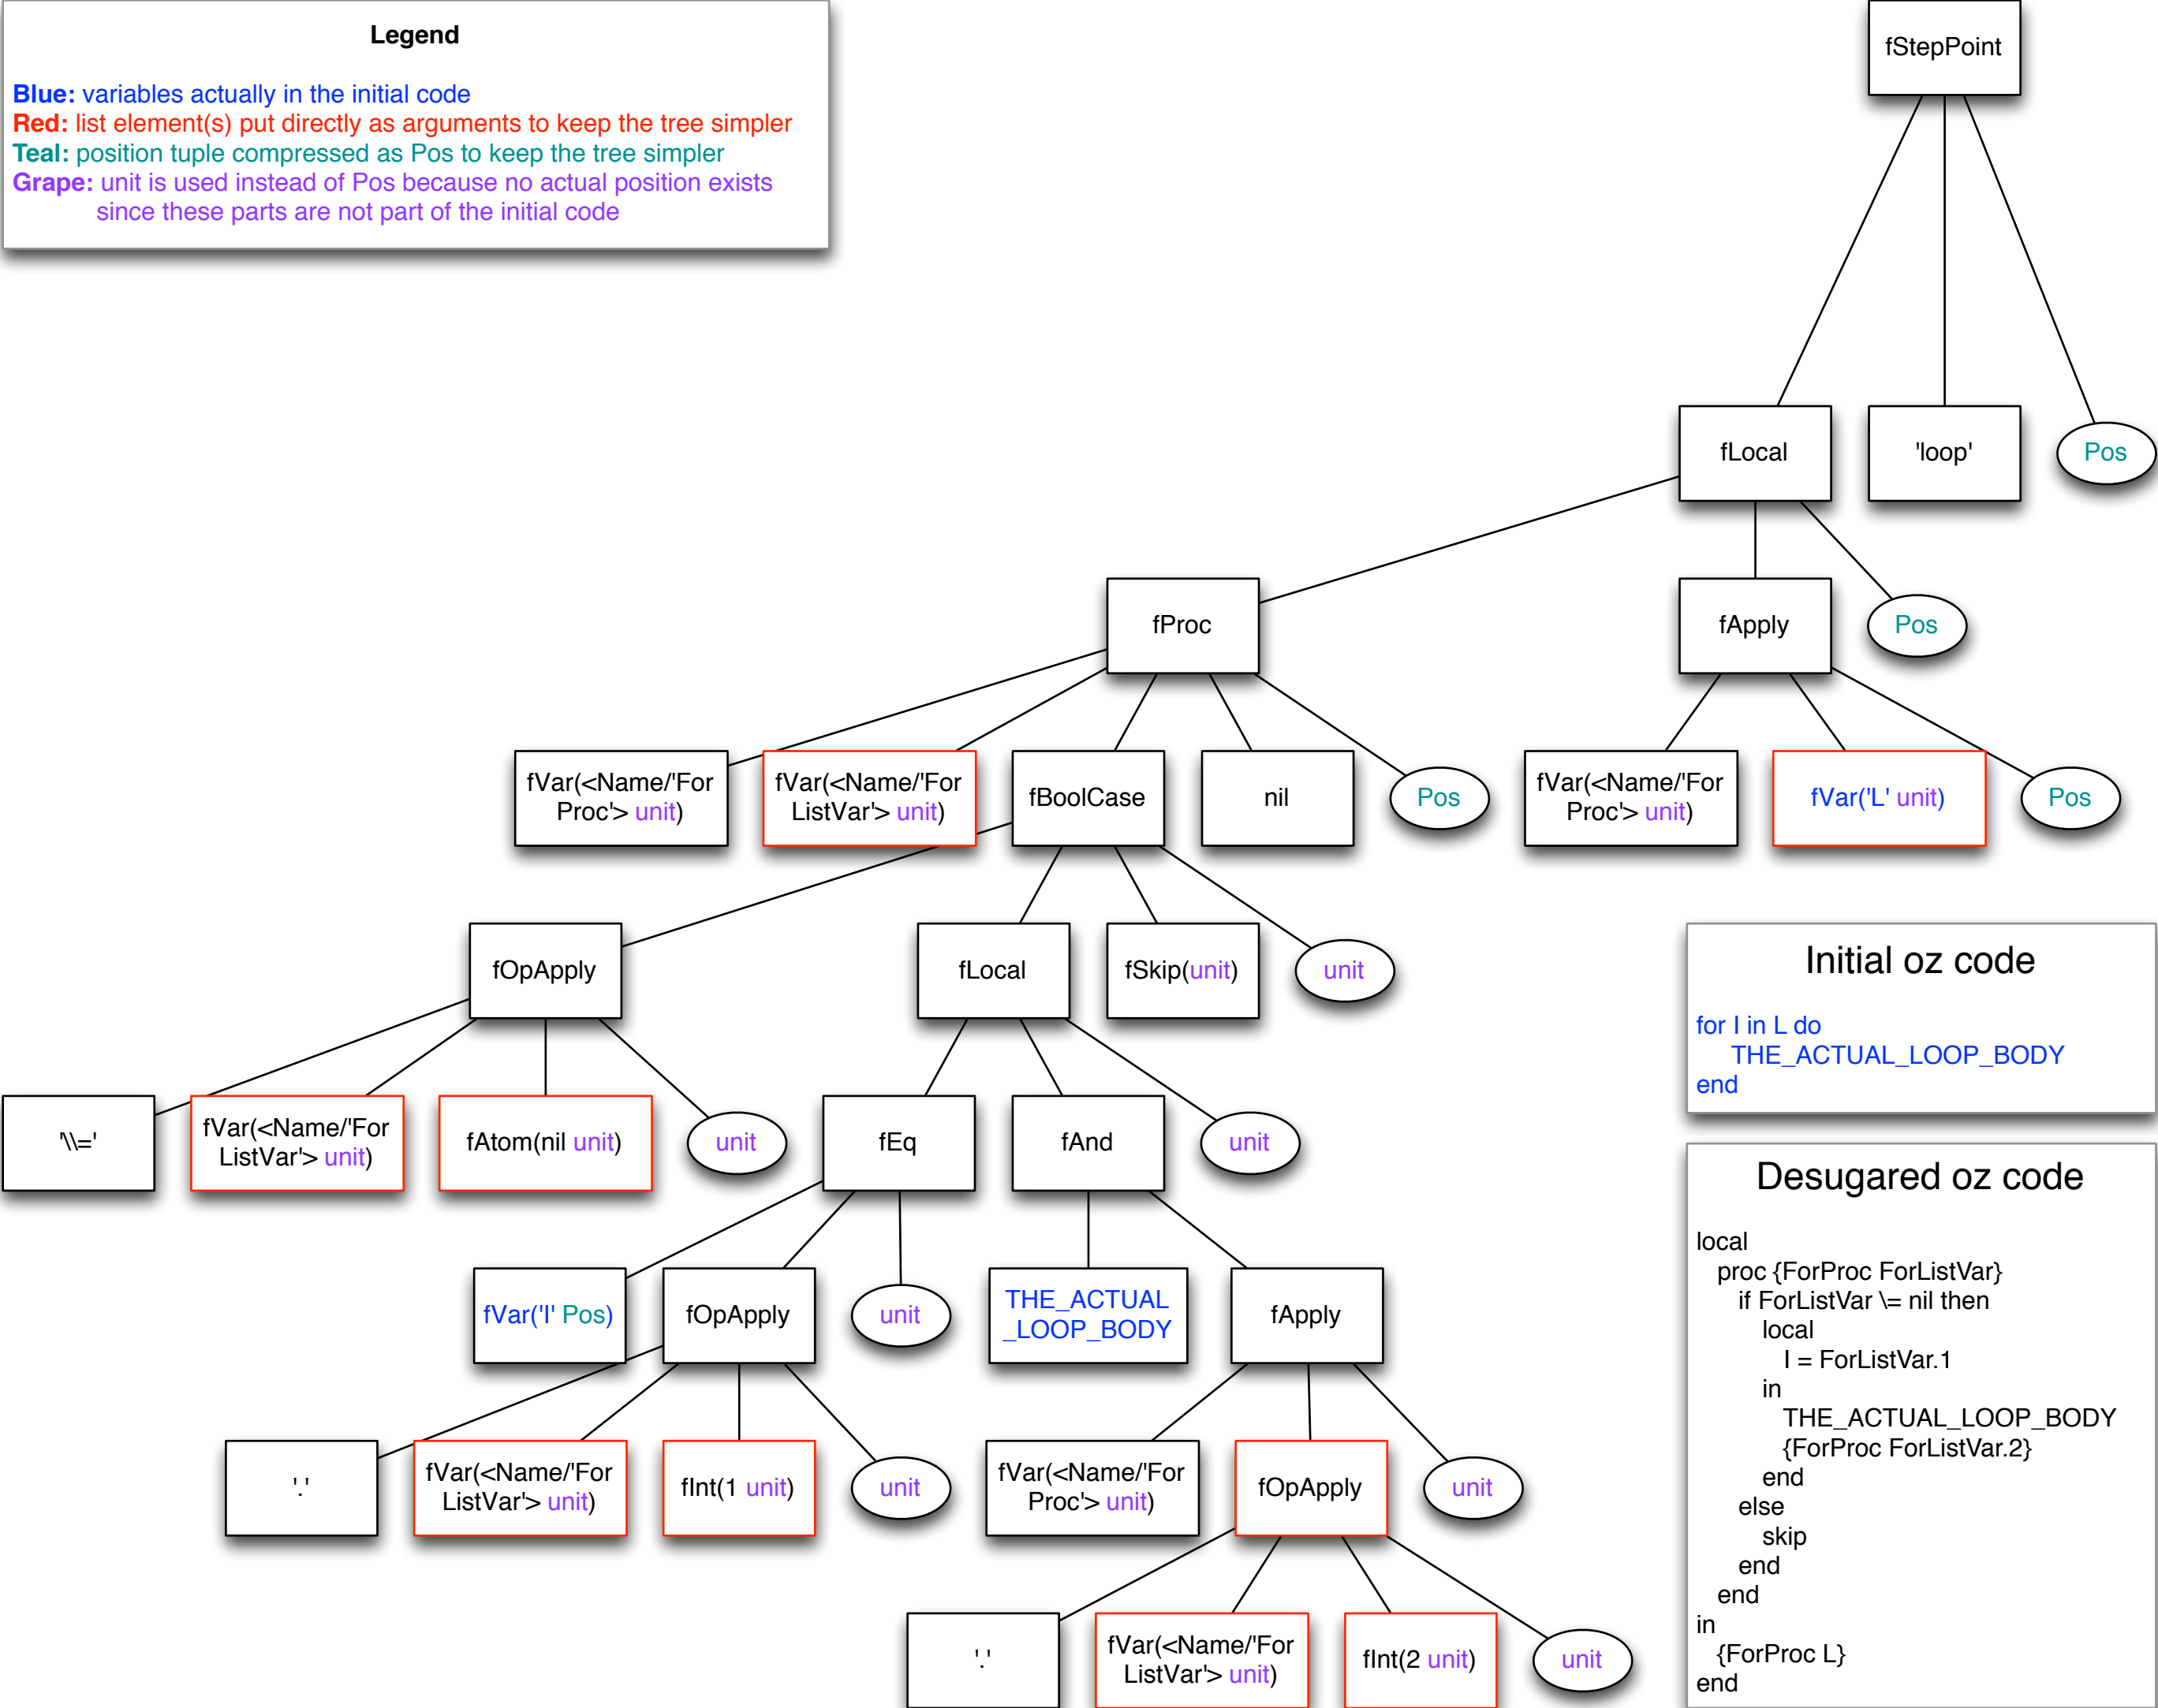 Legend
Blue: variables actually in the initial code
Red: list element(s) put directly as arguments to keep the tree simpler
Teal: position tuple compressed as Pos to keep the tree simpler
Grape: unit is used instead of Pos because no actual position exists
since these parts are not part of the initial code
fStepPoint
fLocal
'loop'
Pos
fProc
fApply
Pos
fVar(<Name/'For
Proc'> unit)
fVar(<Name/'For
ListVar'> unit)
fBoolCase
nil
Pos
fVar(<Name/'For
Proc'> unit)
fVar('L' unit)
Pos
fOpApply
fLocal
fSkip(unit)
unit
'\\='
fVar(<Name/'For
ListVar'> unit)
fAtom(nil unit)
unit
fEq
fAnd
unit
fVar('I' Pos)
fOpApply
unit
THE_ACTUAL
_LOOP_BODY
fApply
'.'
fVar(<Name/'For
ListVar'> unit)
fInt(1 unit)
unit
fVar(<Name/'For
Proc'> unit)
fOpApply
unit
'.'
fVar(<Name/'For
ListVar'> unit)
fInt(2 unit)
unit
Initial oz code
for I in L do
THE_ACTUAL_LOOP_BODY
end
Desugared oz code
local
proc {ForProc ForListVar}
if ForListVar \= nil then
local
I = ForListVar.1
in
THE_ACTUAL_LOOP_BODY
{ForProc ForListVar.2}
end
else
skip
end
end
in
{ForProc L}
end